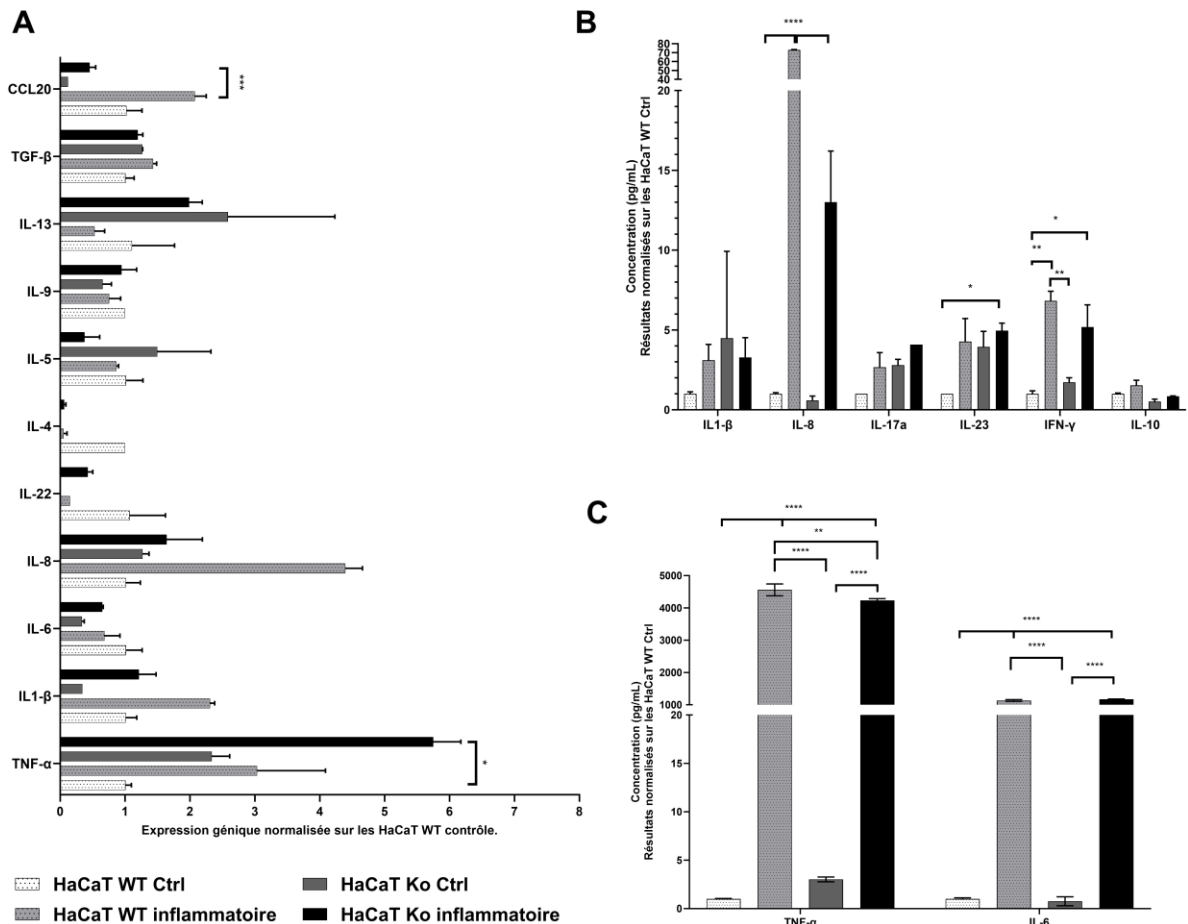 A
CCL20
***
TGF-β
IL-13
IL-9
IL-5
IL-4
IL-22
IL-8
IL-6
IL1-β
TNF-α
*
0 1 2 3 4 5 6 7 8
Expression génique normalisée sur les HaCaT WT contrôle.
HaCaT WT Ctrl
HaCaT Ko Ctrl
HaCaT WT inflammatoire
HaCaT Ko inflammatoire
B
Concentration (pg/mL)
Résultats normalisés sur les HaCaT WT Ctrl
80
70
60
50
40
15
10
5
0
****
*
**
**
*
IL1-β IL-8 IL-17a IL-23 IFN-γ IL-10
C
Concentration (pg/mL)
Résultats normalisés sur les HaCaT WT Ctrl
5000
4000
3000
2000
1000
20
15
10
5
0
****
**
****
****
****
****
****
TNF-α IL-6